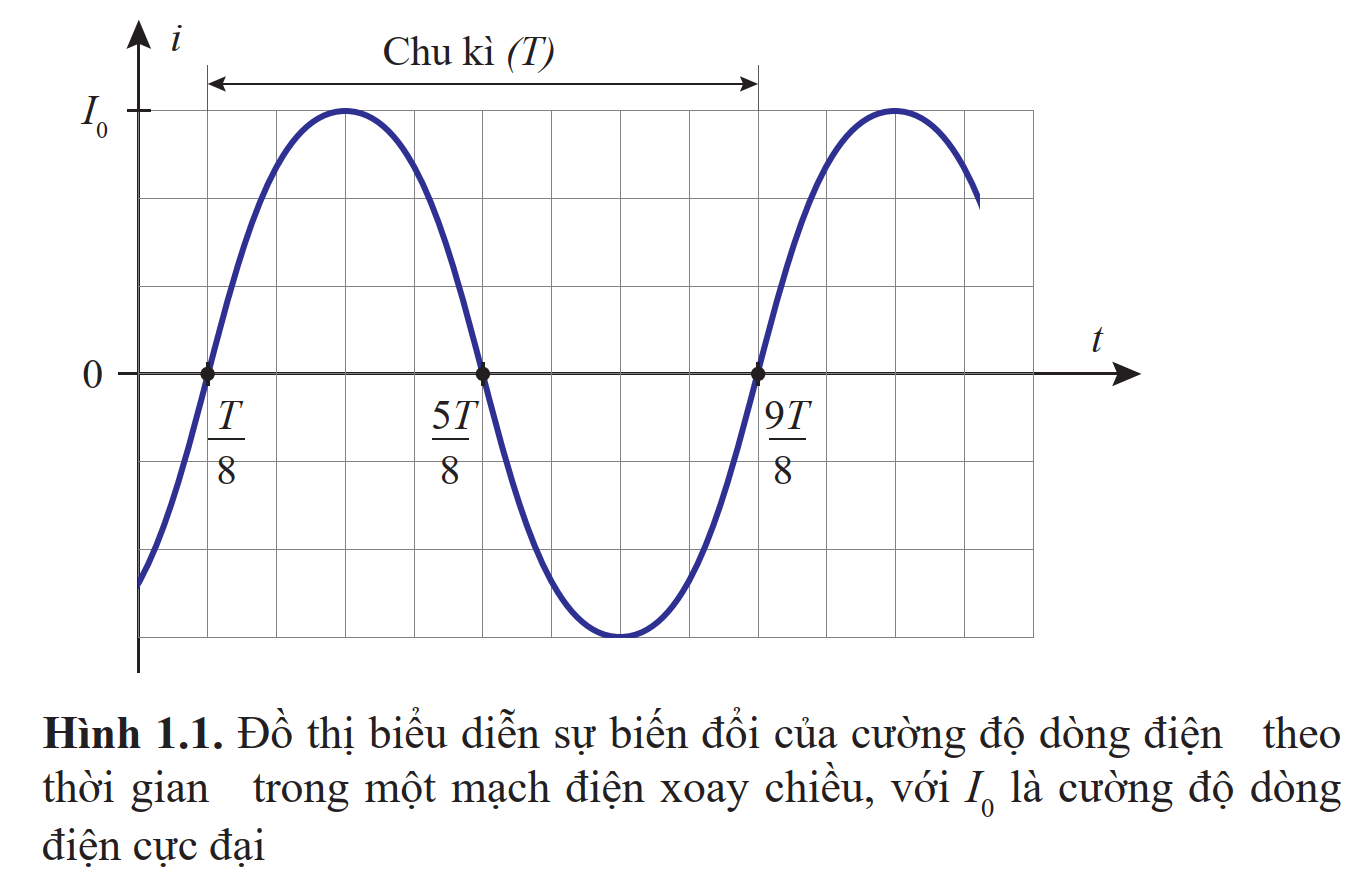 i
Chu kì (T)
I₀
t
0
T/8
5T/8
9T/8
Hình 1.1. Đồ thị biểu diễn sự biến đổi của cường độ dòng điện theo
thời gian trong một mạch điện xoay chiều, với I₀ là cường độ dòng
điện cực đại